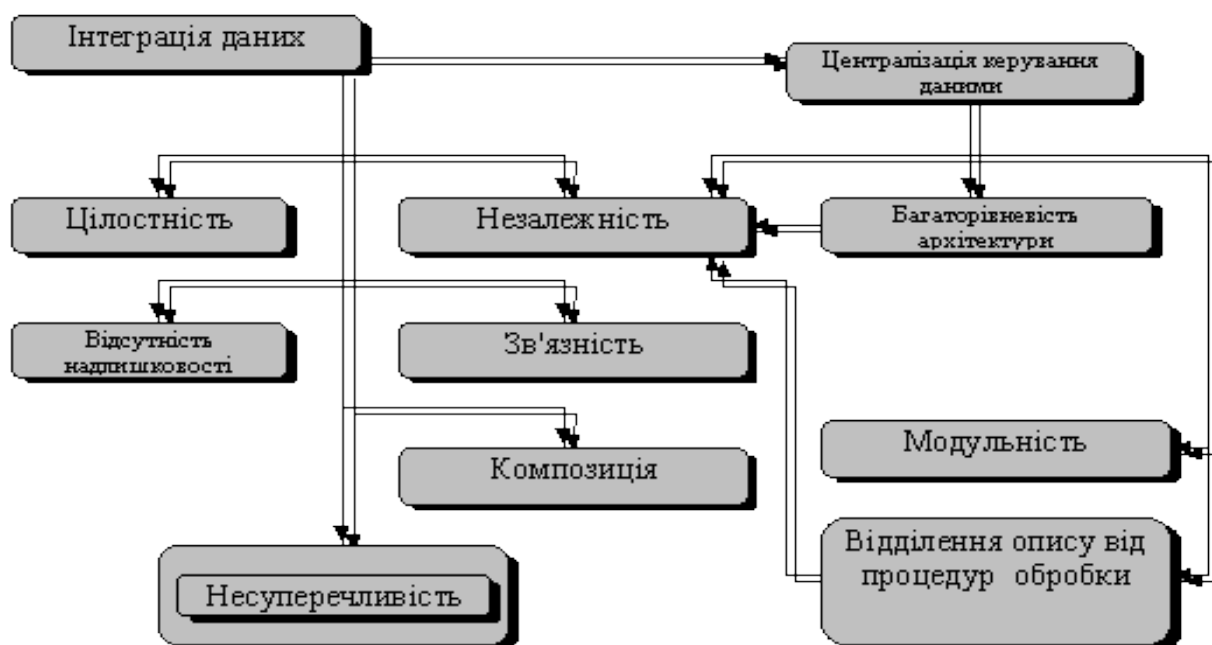 Інтеграція даних
Централізація керування
даними
Цілостність
Незалежність
Багаторівневість
архітектури
Відсутність
надлишковості
Зв'язність
Модульність
Композиція
Відділення опису від
процедур обробки
Несуперечливість